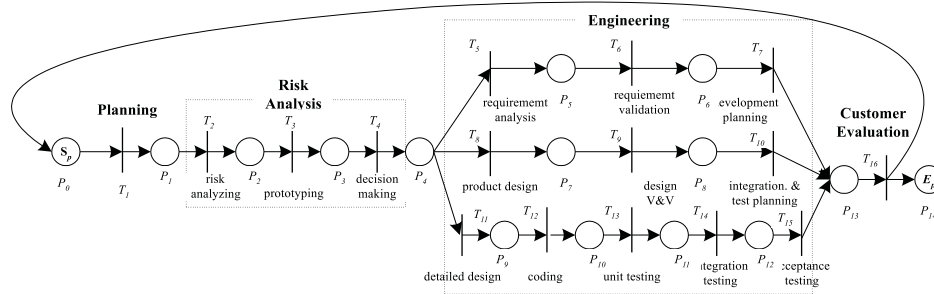 Engineering
Risk
Analysis
Planning
Customer
Evaluation
T5
T6
T7
P5
P6
requirememt
analysis
requiememt
validation
evelopment
planning
T2
T3
T4
T8
T9
T10
T16
Sp
Ep
P0
T1
P1
P2
P3
P4
P7
P8
P13
P14
risk
analyzing
prototyping
decision
making
product design
design
V&V
integration. &
test planning
T11
T12
T13
T14
T15
P9
P10
P11
P12
detailed design
coding
unit testing
ntegration
testing
cceptance
testing